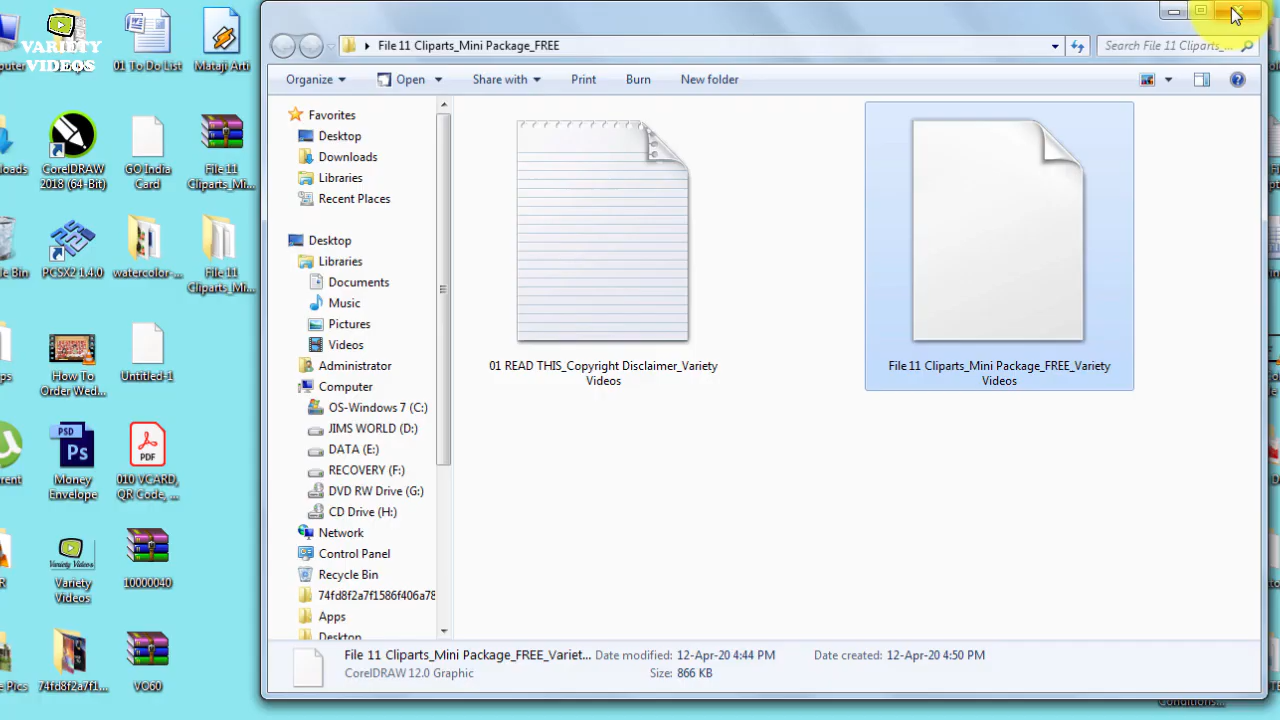 VARIETY
VIDEOS
01 To Do List
Mataji Arti
CorelDRAW
2018 (64-Bit)
GO India
Card
File 11
Cliparts_Mi...
PCSX2 1.4.0
watercolor-...
File 11
Cliparts_Mi...
How To
Order Wed...
Untitled-1
PSD
Ps
Money
Envelope
PDF
010 VCARD,
QR Code, ...
Variety Videos
Variety
Videos
10000040
74fd8f2a7f1...
VO60
File 11 Cliparts_Mini Package_FREE
Search File 11 Cliparts_...
Organize
Open
Share with
Print
Burn
New folder
Favorites
Desktop
Downloads
Libraries
Recent Places
Desktop
Libraries
Documents
Music
Pictures
Videos
Administrator
Computer
OS-Windows 7 (C:)
JIMS WORLD (D:)
DATA (E:)
RECOVERY (F:)
DVD RW Drive (G:)
CD Drive (H:)
Network
Control Panel
Recycle Bin
74fd8f2a7f1586f406a78
Apps
Desktop
01 READ THIS_Copyright Disclaimer_Variety
Videos
File 11 Cliparts_Mini Package_FREE_Variety
Videos
File 11 Cliparts_Mini Package_FREE_Variet...
Date modified: 12-Apr-20 4:44 PM
Date created: 12-Apr-20 4:50 PM
CorelDRAW 12.0 Graphic
Size: 866 KB